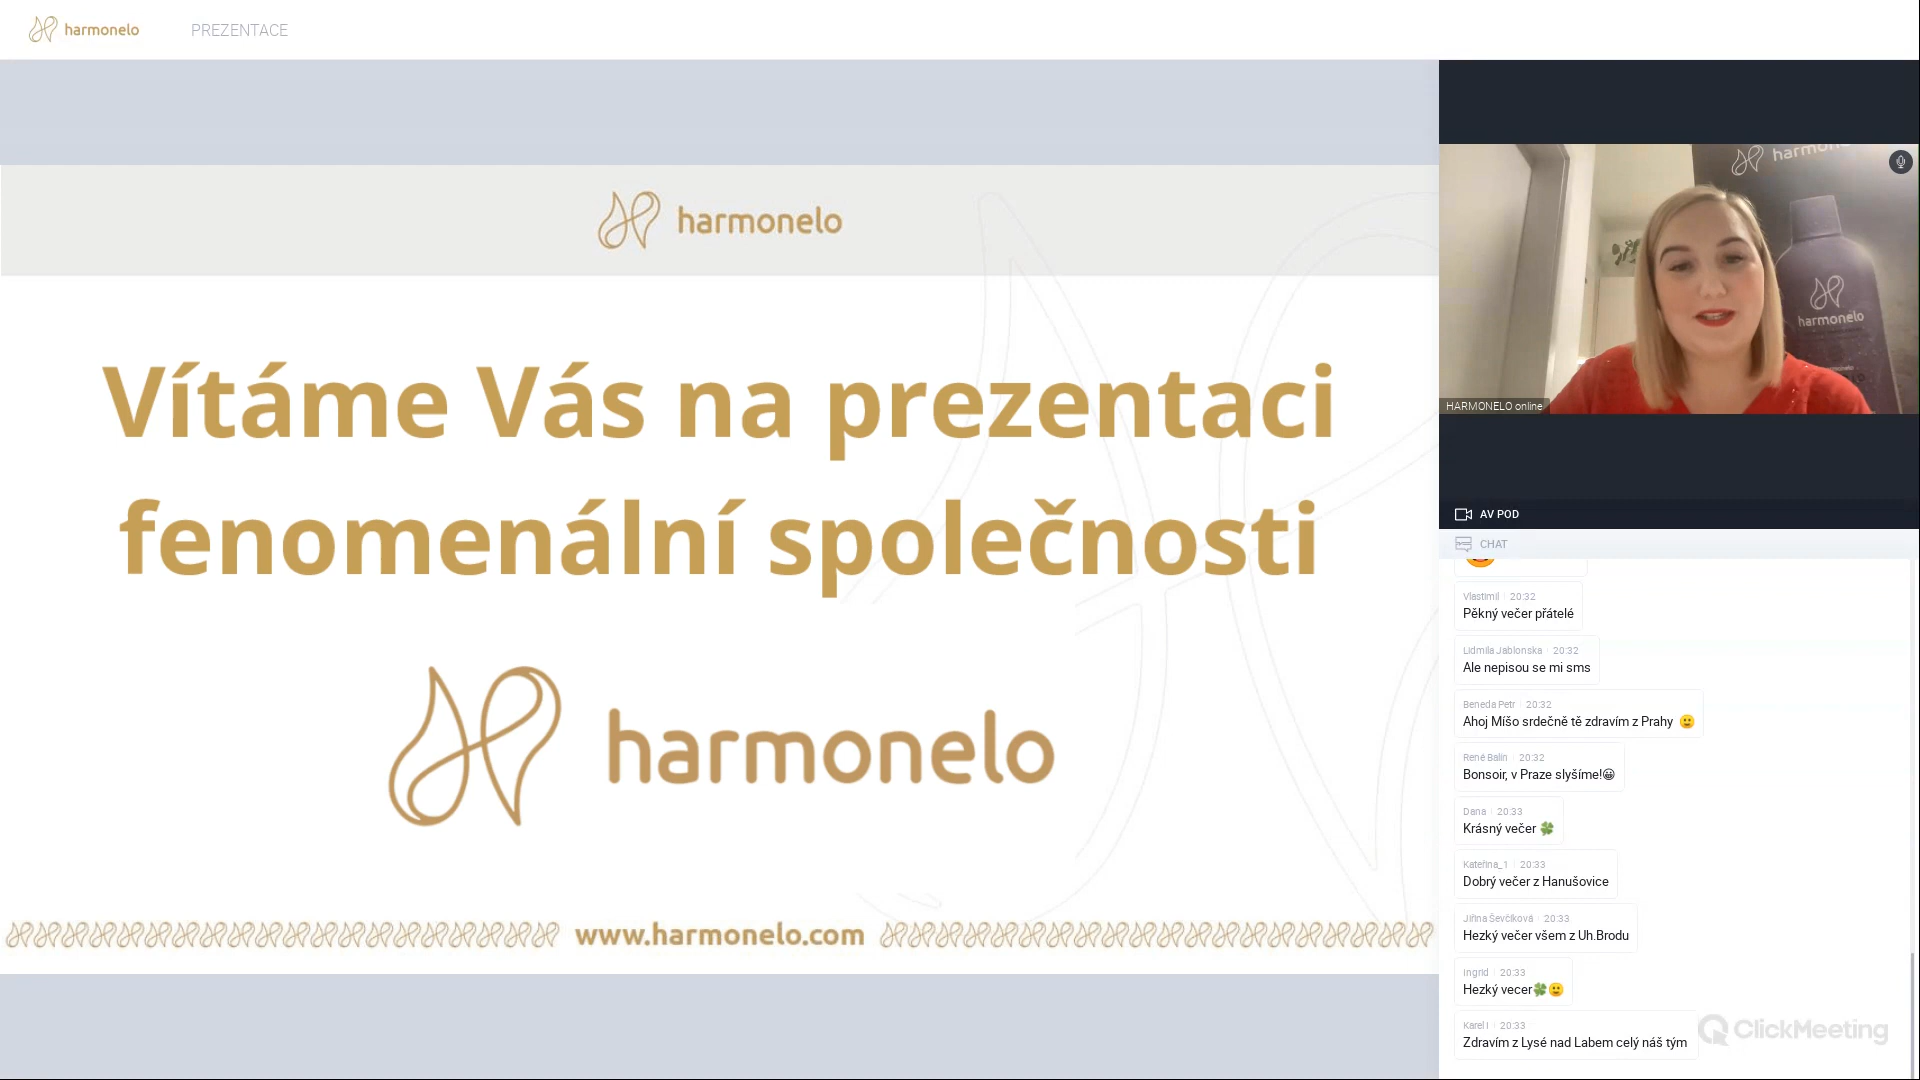 harmonelo
PREZENTACE
harmonelo
Vítáme Vás na prezentaci
fenomenální společnosti
harmonelo
www.harmonelo.com
harmonelo
harmonelo
HARMONELO online
AV POD
CHAT
Vlastimil 20:32
Pěkný večer přátelé
Lidmila Jablonska 20:32
Ale nepisou se mi sms
Beneda Petr 20:32
Ahoj Míšo srdečně tě zdravím z Prahy 🙂
René Balín 20:32
Bonsoir, v Praze slyšíme!😀
Dana 20:33
Krásný večer 🍀
Kateřina_1 20:33
Dobrý večer z Hanušovice
Jiřina Ševčíková 20:33
Hezký večer všem z Uh.Brodu
Ingrid 20:33
Hezký vecer🍀🙂
Karel I 20:33
Zdravím z Lysé nad Labem celý náš tým
ClickMeeting